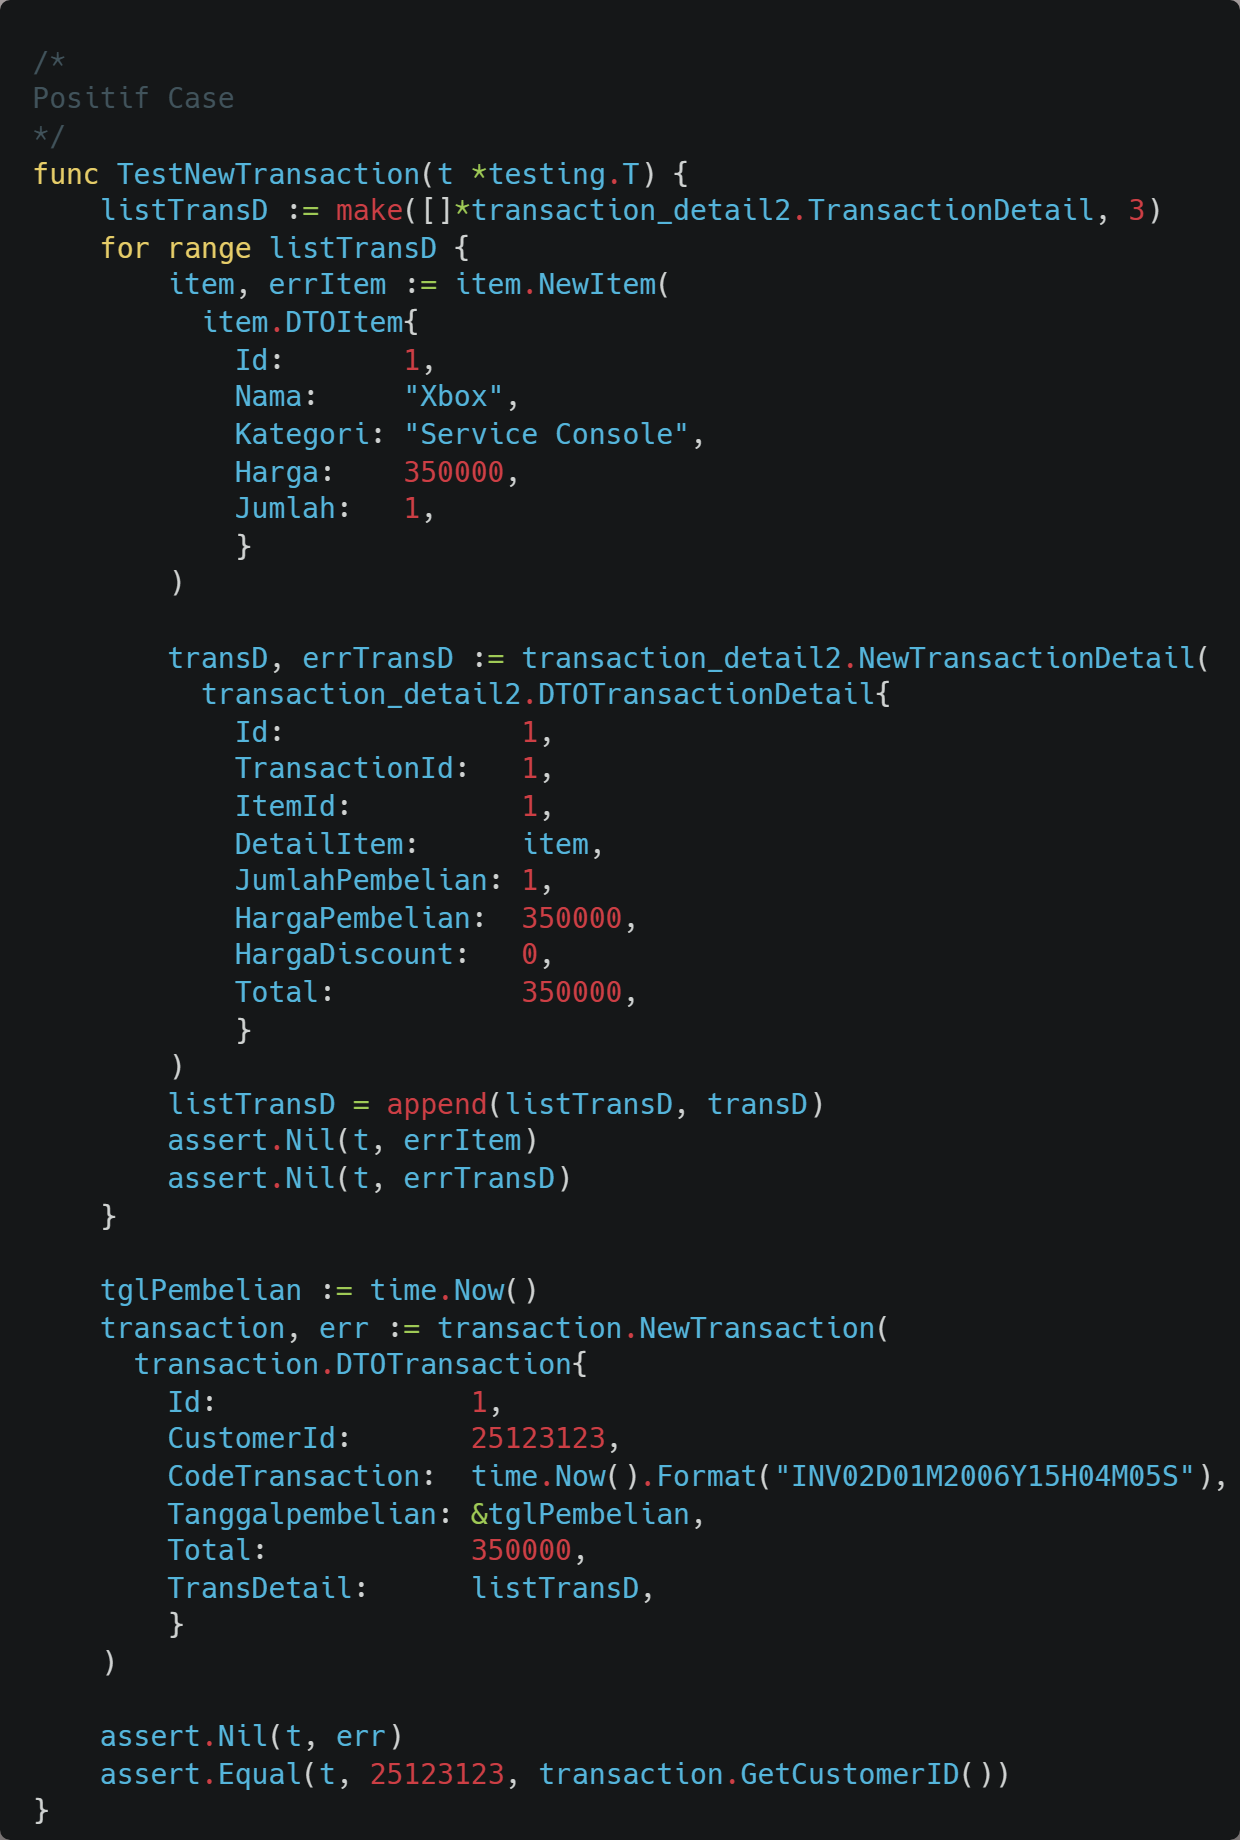 /*
Positif Case
*/
func TestNewTransaction(t *testing.T) {
    listTransD := make([]*transaction_detail2.TransactionDetail, 3)
    for range listTransD {
        item, errItem := item.NewItem(
          item.DTOItem{
            Id:       1,
            Nama:     "Xbox",
            Kategori: "Service Console",
            Harga:    350000,
            Jumlah:   1,
            }
        )

        transD, errTransD := transaction_detail2.NewTransactionDetail(
          transaction_detail2.DTOTransactionDetail{
            Id:              1,
            TransactionId:   1,
            ItemId:          1,
            DetailItem:      item,
            JumlahPembelian: 1,
            HargaPembelian:  350000,
            HargaDiscount:   0,
            Total:           350000,
            }
        )
        listTransD = append(listTransD, transD)
        assert.Nil(t, errItem)
        assert.Nil(t, errTransD)
    }

    tglPembelian := time.Now()
    transaction, err := transaction.NewTransaction(
      transaction.DTOTransaction{
        Id:               1,
        CustomerId:       25123123,
        CodeTransaction:  time.Now().Format("INV02D01M2006Y15H04M05S"),
        Tanggalpembelian: &tglPembelian,
        Total:            350000,
        TransDetail:      listTransD,
        }
    )

    assert.Nil(t, err)
    assert.Equal(t, 25123123, transaction.GetCustomerID())
}